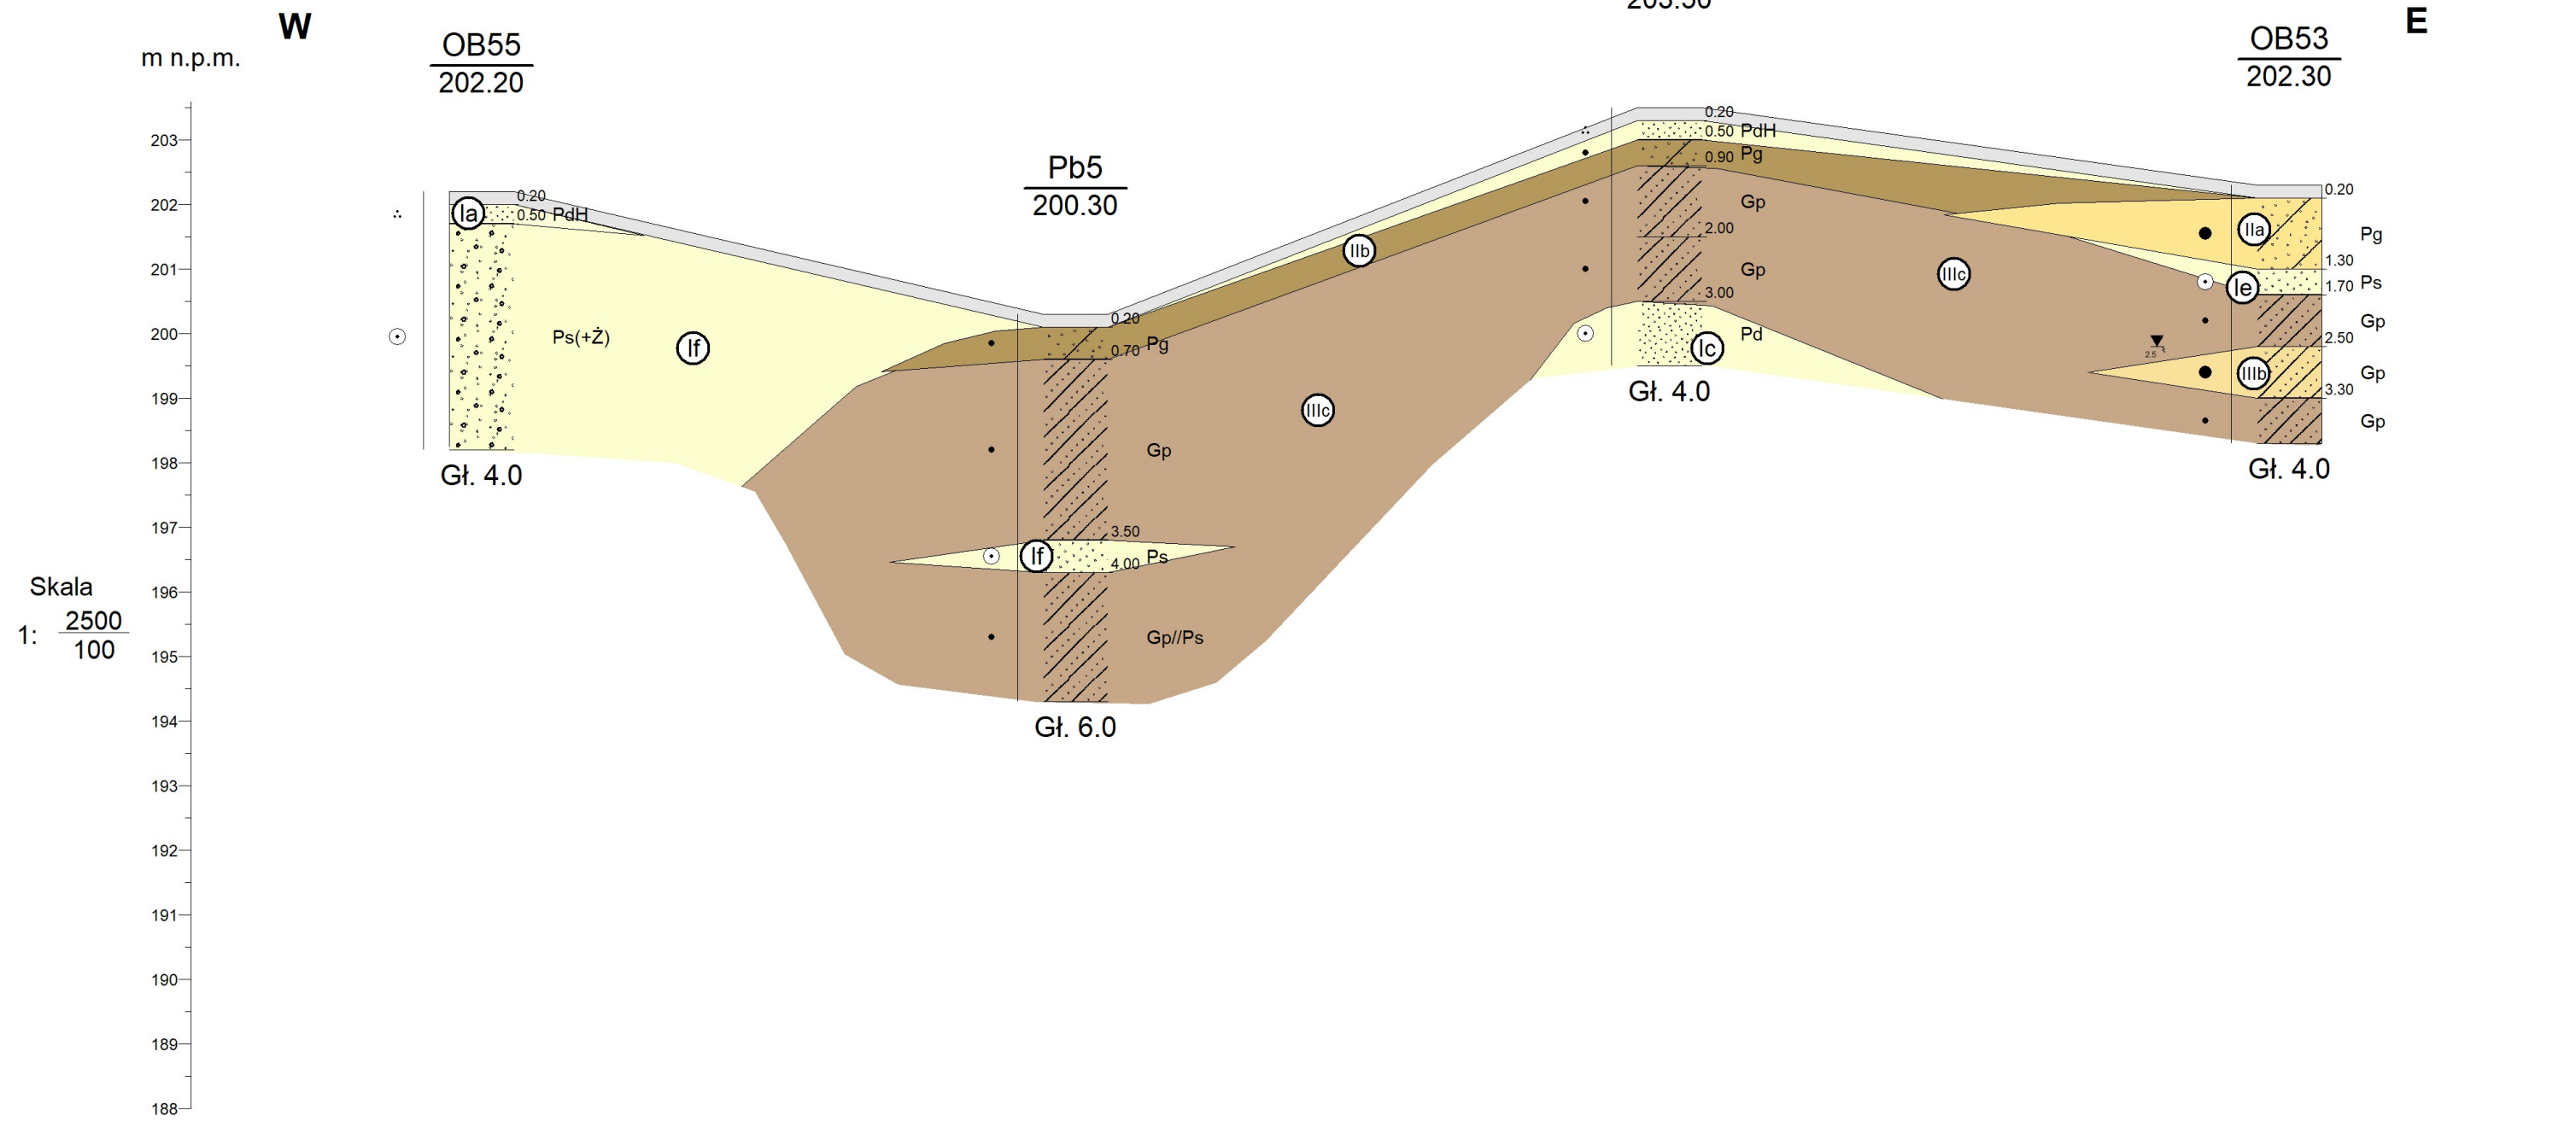 203.50
W
E
OB55
202.20
OB53
202.30
m n.p.m.
Pb5
200.30
203
202
201
200
199
198
197
196
195
194
193
192
191
190
189
188
Skala
1: 2500
100
0.20
Ia
0.50 PdH
Ps(+Ż)
If
Gł. 4.0
0.20
0.70 Pg
Gp
3.50
If
Ps
4.00
Gp//Ps
Gł. 6.0
IIb
IIIc
0.20
0.50 PdH
0.90 Pg
Gp
2.00
Gp
3.00
Pd
Ic
Gł. 4.0
IIIc
0.20
IIa
Pg
1.30
Ie
1.70 Ps
Gp
2.50
2.5
IIIb
Gp
3.30
Gp
Gł. 4.0